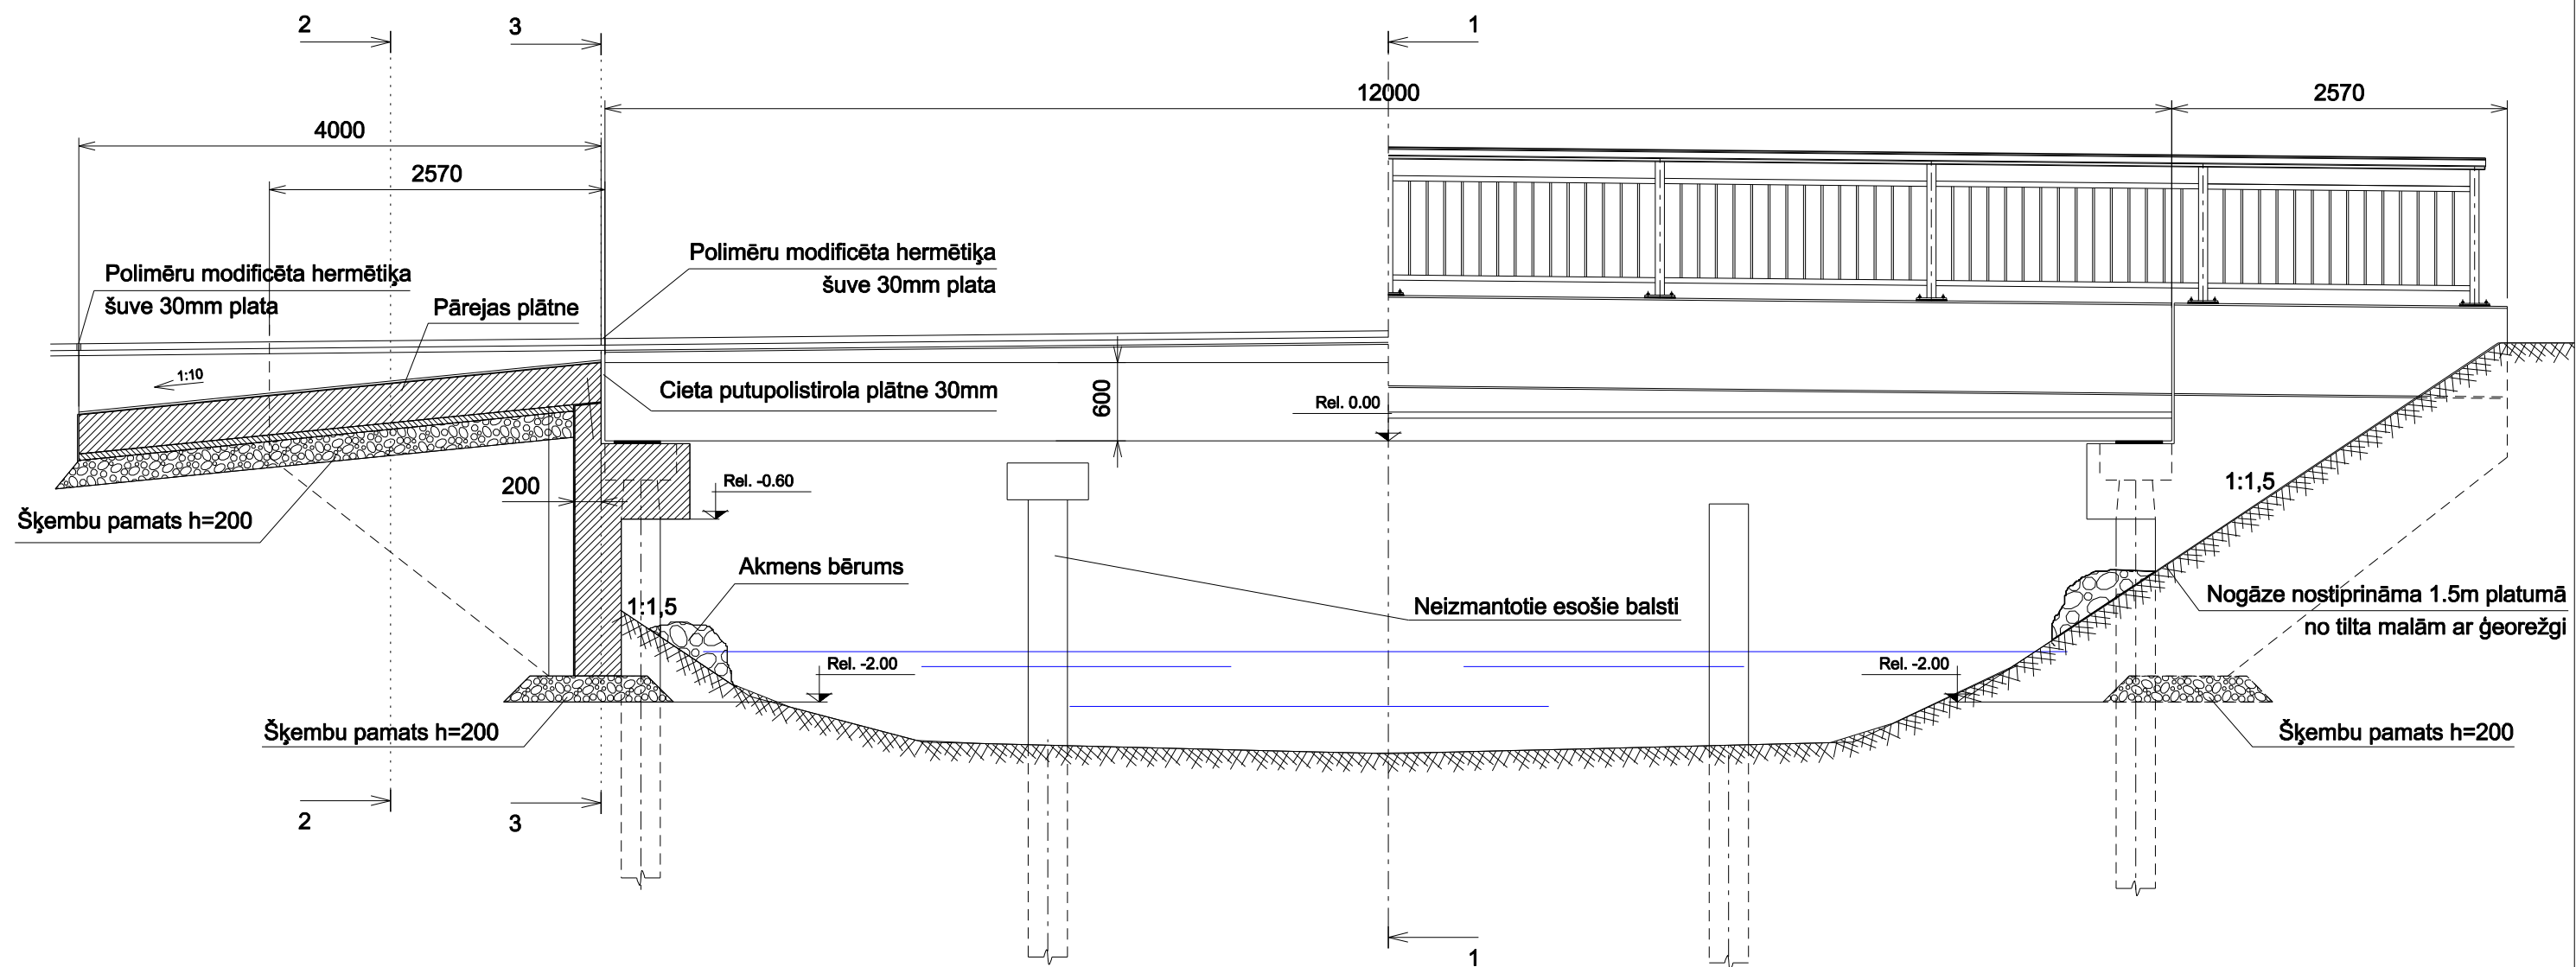 2
3
1
12000
2570
4000
2570
Polimēru modificēta hermētiķa
šuve 30mm plata
Polimēru modificēta hermētiķa
šuve 30mm plata
Pārejas plātne
1:10
Cieta putupolistirola plātne 30mm
600
Rel. 0.00
200
Rel. -0.60
1:1,5
Šķembu pamats h=200
Akmens bērums
1:1,5
Neizmantotie esošie balsti
Nogāze nostiprināma 1.5m platumā
no tilta malām ar ģeorežgi
Rel. -2.00
Rel. -2.00
Šķembu pamats h=200
Šķembu pamats h=200
2
3
1